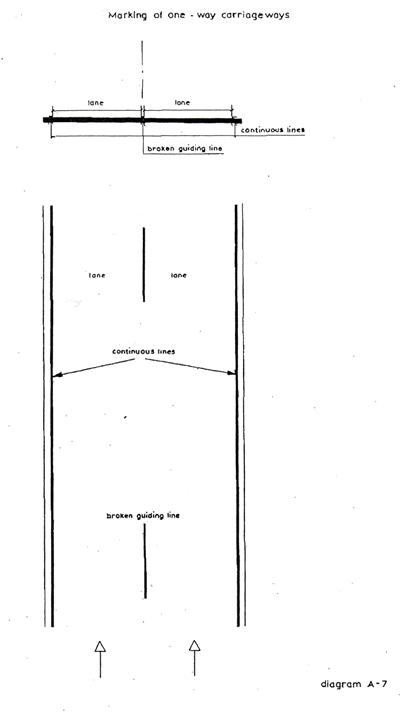 Marking of one - way carriageways
lane lane
continuous lines
broken guiding line
lane lane
continuous lines
broken guiding line
diagram A-7